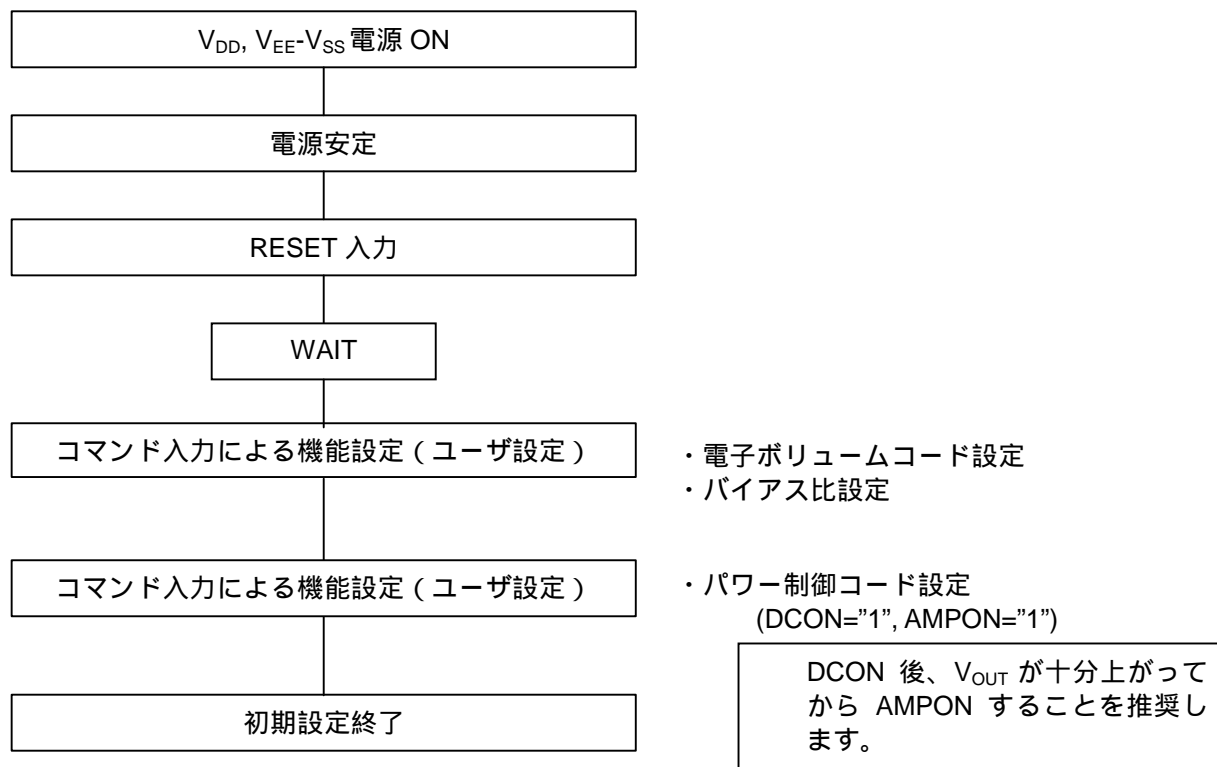 VDD, VEE-VSS 電源 ON
電源安定
RESET 入力
WAIT
コマンド入力による機能設定（ユーザ設定）
・電子ボリュームコード設定
・バイアス比設定
コマンド入力による機能設定（ユーザ設定）
・パワー制御コード設定
(DCON=”1”, AMPON=”1”)
DCON 後、VOUT が十分上がって
から AMPON することを推奨し
ます。
初期設定終了